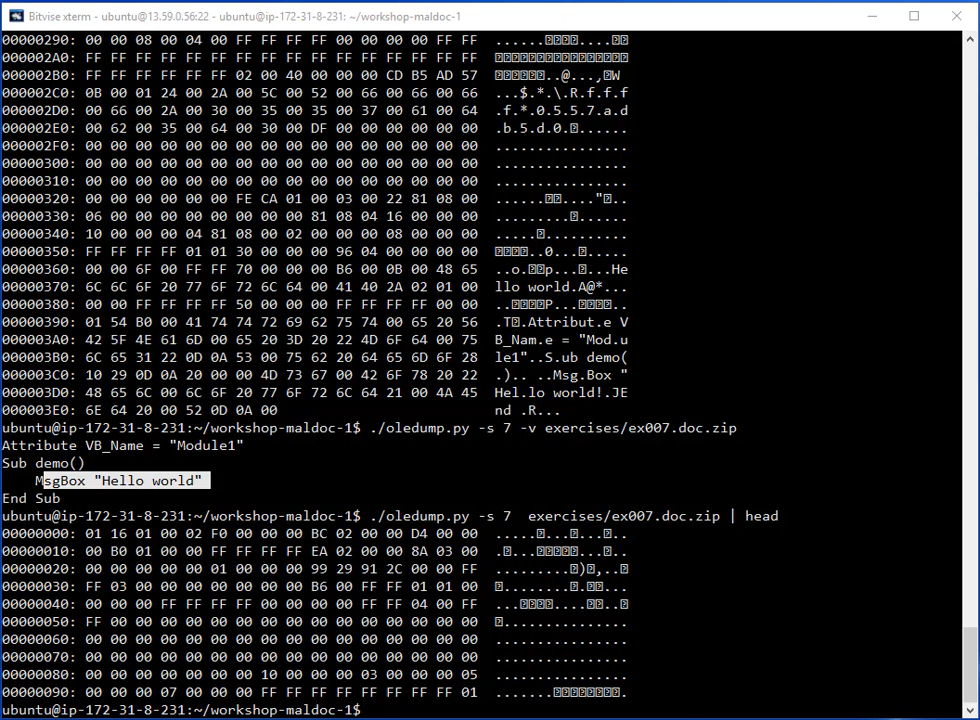 Bitvise xterm - ubuntu@13.59.0.56:22 - ubuntu@ip-172-31-8-231: ~/workshop-maldoc-1
00000290: 00 00 08 00 04 00 FF FF FF FF 00 00 00 00 FF FF ......▯▯▯▯....▯▯
000002A0: FF FF FF FF FF FF FF FF FF FF FF FF FF FF FF FF ▯▯▯▯▯▯▯▯▯▯▯▯▯▯▯▯
000002B0: FF FF FF FF FF FF 02 00 40 00 00 00 CD B5 AD 57 ▯▯▯▯▯▯..@...,▯W
000002C0: 0B 00 01 24 00 2A 00 5C 00 52 00 66 00 66 00 66 ...$.*.\.R.f.f.f
000002D0: 00 66 00 2A 00 30 00 35 00 35 00 37 00 61 00 64 .f.*.0.5.5.7.a.d
000002E0: 00 62 00 35 00 64 00 30 00 DF 00 00 00 00 00 00 .b.5.d.0.▯......
000002F0: 00 00 00 00 00 00 00 00 00 00 00 00 00 00 00 00 ................
00000300: 00 00 00 00 00 00 00 00 00 00 00 00 00 00 00 00 ................
00000310: 00 00 00 00 00 00 00 00 00 00 00 00 00 00 00 00 ................
00000320: 00 00 00 00 00 00 FE CA 01 00 03 00 22 81 08 00 ......▯▯...."▯..
00000330: 06 00 00 00 00 00 00 00 00 81 08 04 16 00 00 00 .........▯......
00000340: 10 00 00 00 04 81 08 00 02 00 00 00 08 00 00 00 .....▯..........
00000350: FF FF FF FF 01 01 30 00 00 00 96 04 00 00 00 00 ▯▯▯▯..0...▯.....
00000360: 00 00 6F 00 FF FF 70 00 00 00 B6 00 0B 00 48 65 ..o.▯▯p...▯...He
00000370: 6C 6C 6F 20 77 6F 72 6C 64 00 41 40 2A 02 01 00 llo world.A@*...
00000380: 00 00 FF FF FF FF 50 00 00 00 FF FF FF FF 00 00 ..▯▯▯▯P...▯▯▯▯..
00000390: 01 54 B0 00 41 74 74 72 69 62 75 74 00 65 20 56 .T▯.Attribut.e V
000003A0: 42 5F 4E 61 6D 00 65 20 3D 20 22 4D 6F 64 00 75 B_Nam.e = "Mod.u
000003B0: 6C 65 31 22 0D 0A 53 00 75 62 20 64 65 6D 6F 28 le1"..S.ub demo(
000003C0: 10 29 0D 0A 20 00 00 4D 73 67 00 42 6F 78 20 22 .).. ..Msg.Box "
000003D0: 48 65 6C 00 6C 6F 20 77 6F 72 6C 64 21 00 4A 45 Hel.lo world!.JE
000003E0: 6E 64 20 00 52 0D 0A 00 nd .R...
ubuntu@ip-172-31-8-231:~/workshop-maldoc-1$ ./oledump.py -s 7 -v exercises/ex007.doc.zip
Attribute VB_Name = "Module1"
Sub demo()
MsgBox "Hello world"
End Sub
ubuntu@ip-172-31-8-231:~/workshop-maldoc-1$ ./oledump.py -s 7  exercises/ex007.doc.zip | head
00000000: 01 16 01 00 02 F0 00 00 00 BC 02 00 00 D4 00 00 .....▯...▯...▯..
00000010: 00 B0 01 00 00 FF FF FF FF EA 02 00 00 8A 03 00 .▯...▯▯▯▯▯...▯..
00000020: 00 00 00 00 00 01 00 00 00 99 29 91 2C 00 00 FF .........▯)▯,..▯
00000030: FF 03 00 00 00 00 00 00 00 B6 00 FF FF 01 01 00 ▯........▯.▯▯...
00000040: 00 00 00 FF FF FF FF 00 00 00 00 FF FF 04 00 FF ...▯▯▯▯....▯▯..▯
00000050: FF 00 00 00 00 00 00 00 00 00 00 00 00 00 00 00 ▯...............
00000060: 00 00 00 00 00 00 00 00 00 00 00 00 00 00 00 00 ................
00000070: 00 00 00 00 00 00 00 00 00 00 00 00 00 00 00 00 ................
00000080: 00 00 00 00 00 00 00 10 00 00 00 03 00 00 00 05 ................
00000090: 00 00 00 07 00 00 00 FF FF FF FF FF FF FF FF 01 .......▯▯▯▯▯▯▯▯.
ubuntu@ip-172-31-8-231:~/workshop-maldoc-1$